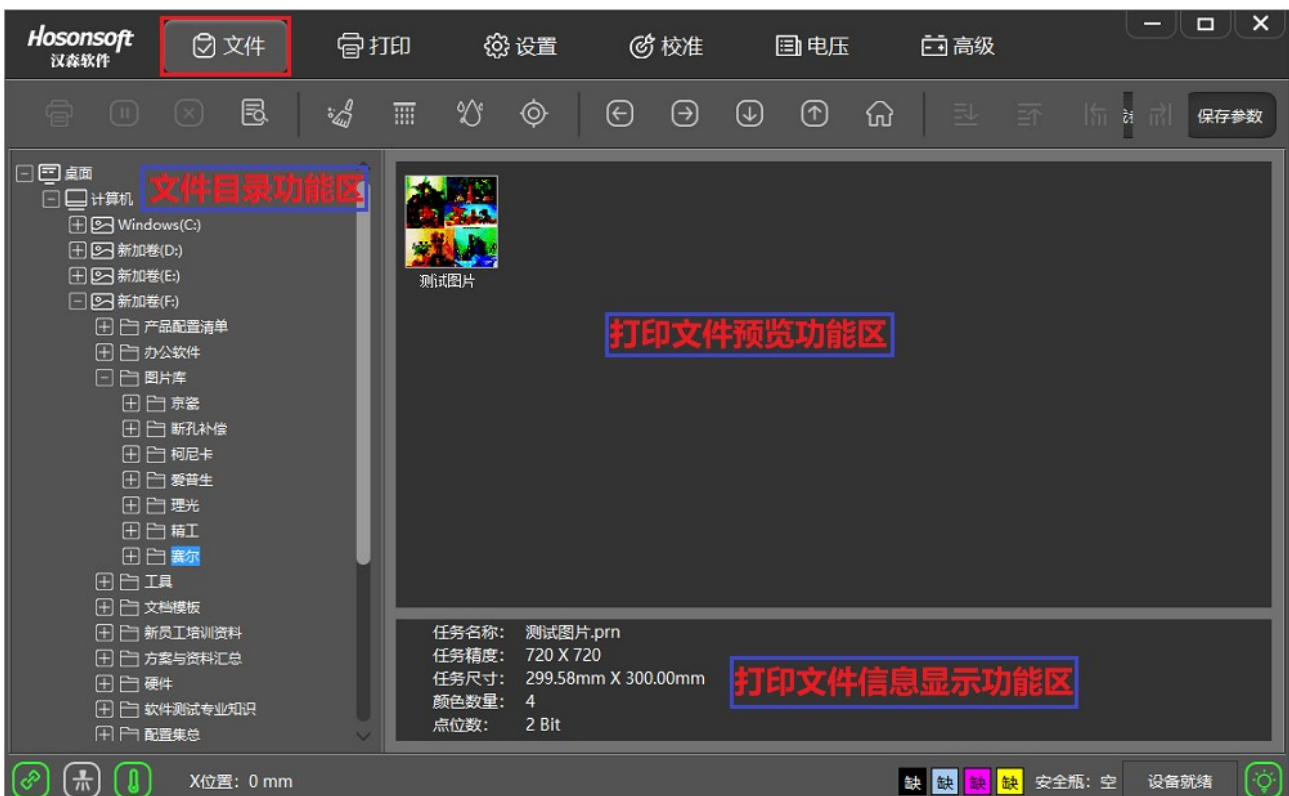 Hosonsoft
汉森软件
文件
打印
设置
校准
电压
高级
保存参数
桌面
文件目录功能区
计算机
Windows(C:)
新加卷(D:)
新加卷(E:)
新加卷(F:)
产品配置清单
办公软件
图片库
京瓷
断孔补偿
柯尼卡
爱普生
理光
精工
赛尔
工具
文档模板
新员工培训资料
方案与资料汇总
硬件
软件测试专业知识
配置集总
测试图片
打印文件预览功能区
任务名称: 测试图片.prn
任务精度: 720 X 720
任务尺寸: 299.58mm X 300.00mm
颜色数量: 4
点位数: 2 Bit
打印文件信息显示功能区
X位置: 0 mm
缺 缺 缺 缺 安全瓶: 空 设备就绪